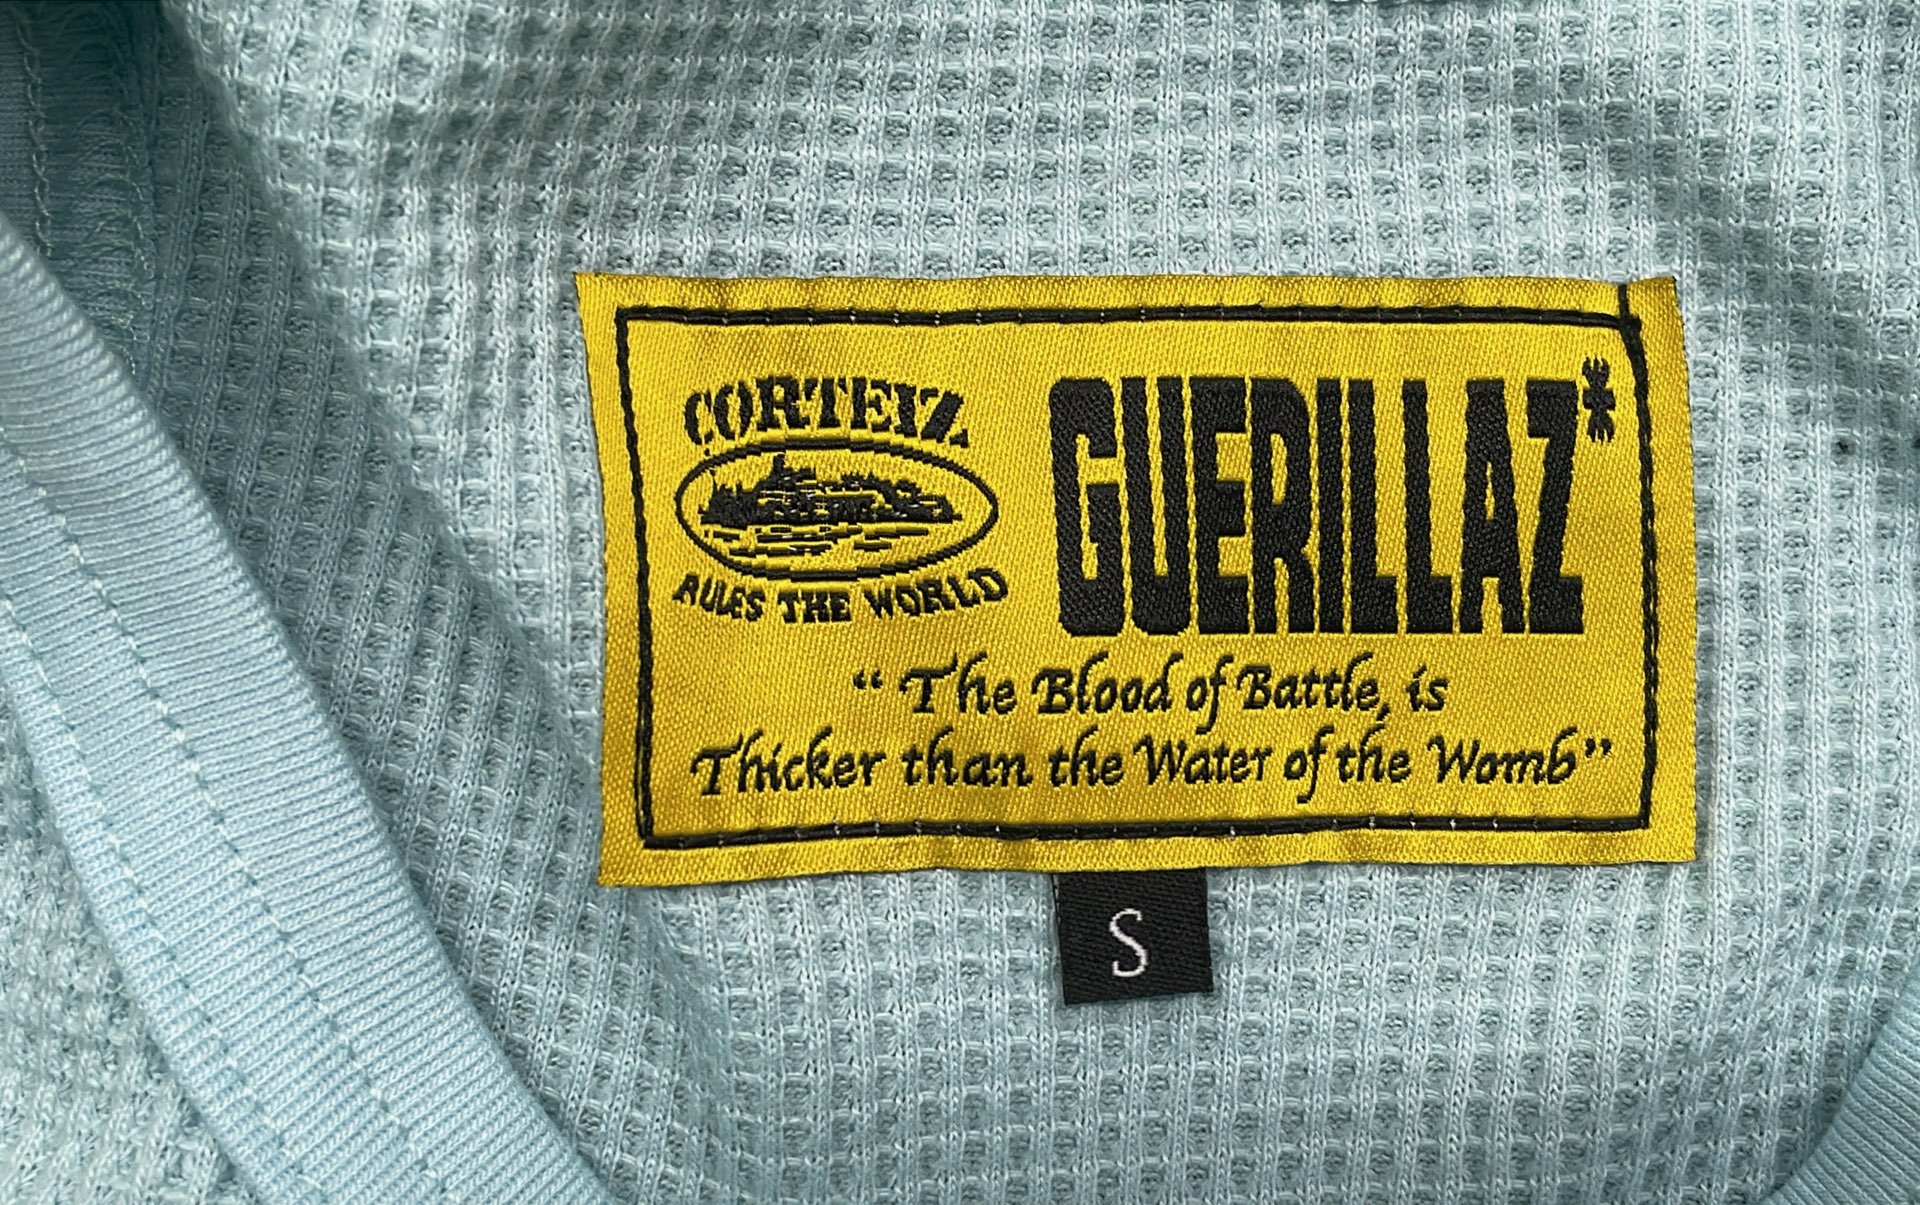 CORTEIZ
RULES THE WORLD
GUERILLAZ
“ The Blood of Battle, is
Thicker than the Water of the Womb”
S